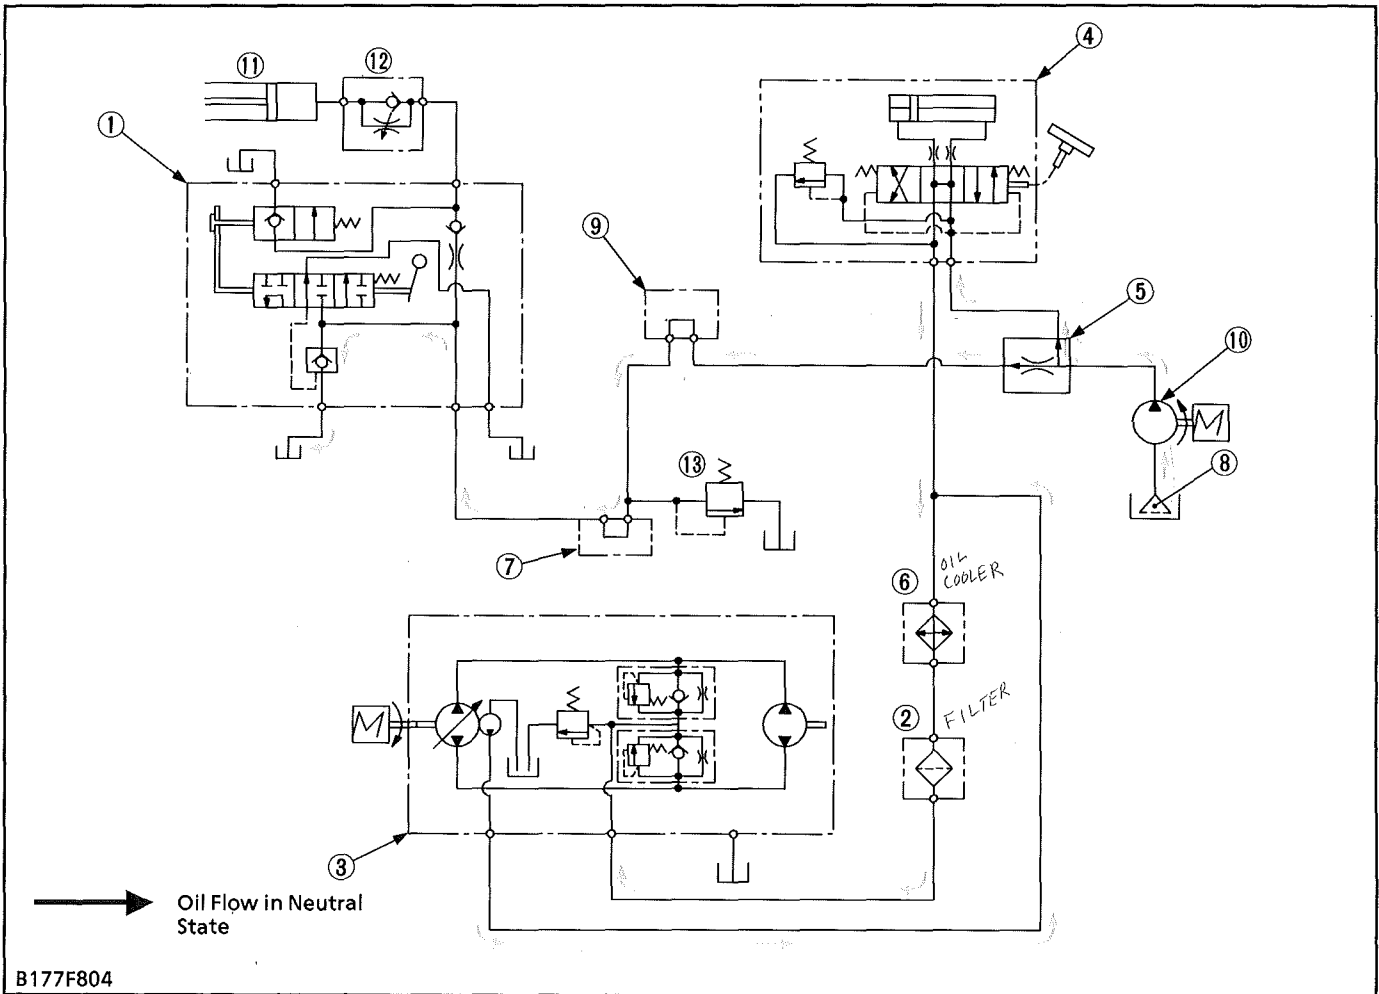 ⑪
⑫
④
①
⑨
⑤
⑩
⑬
⑧
⑦
OIL
COOLER
⑥
FILTER
②
③
Oil Flow in Neutral
State
B177F804